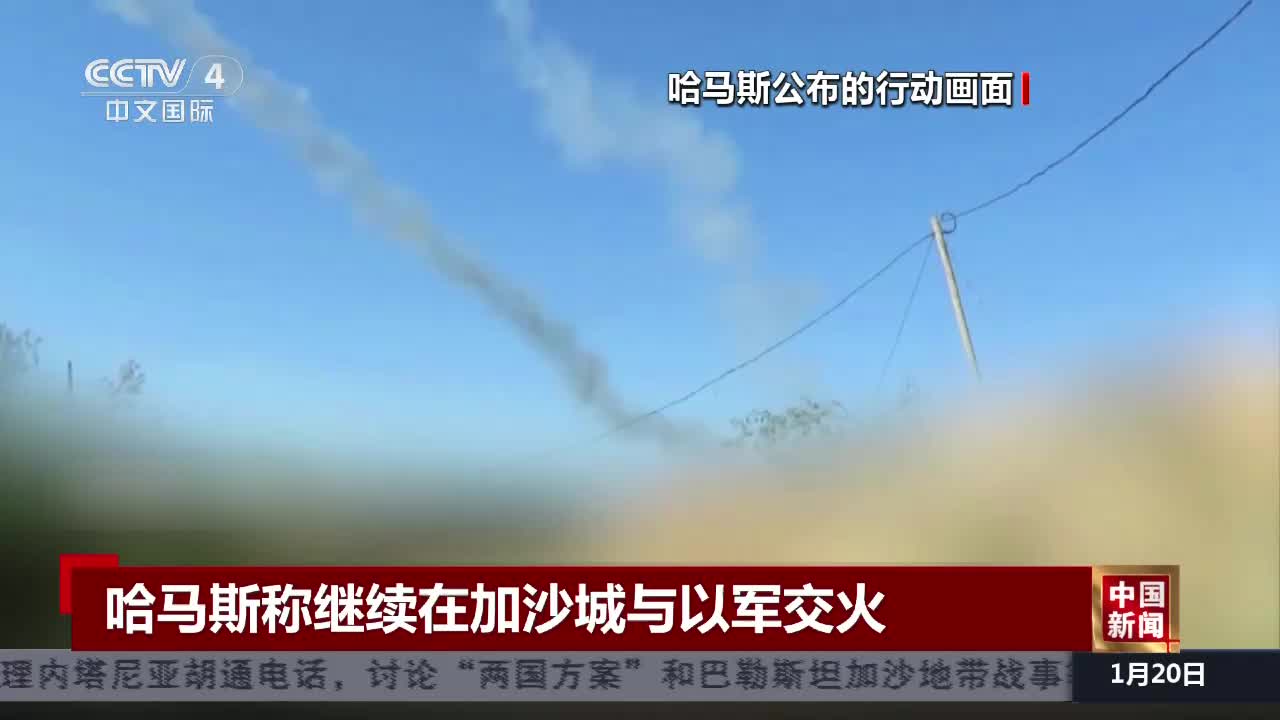 CCTV 4
中文国际
哈马斯公布的行动画面
哈马斯称继续在加沙城与以军交火
中国
新闻
理内塔尼亚胡通电话，讨论“两国方案”和巴勒斯坦加沙地带战事
1月20日